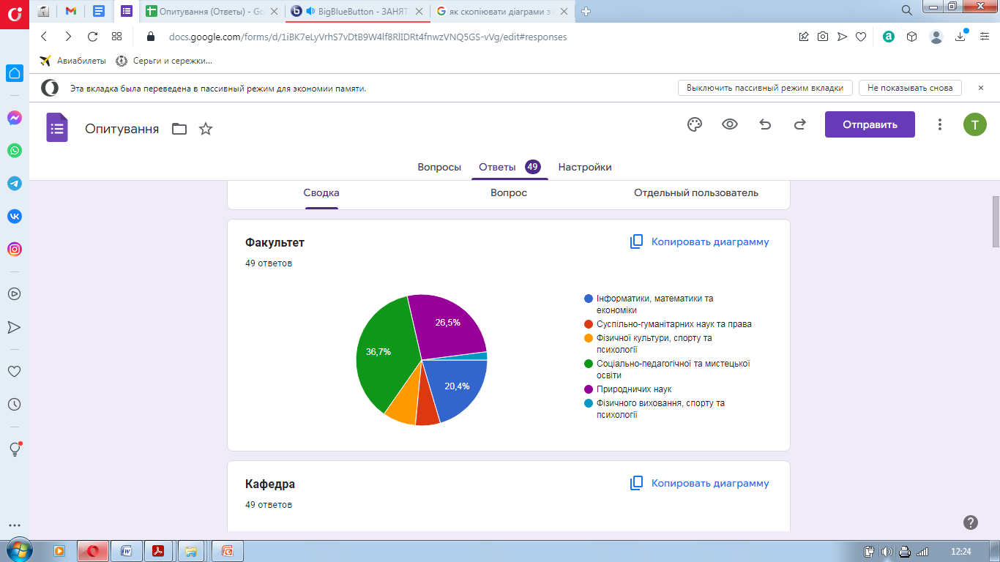 Опитування (Ответы) - Go
BigBlueButton - ЗАНЯТ
як скопіювати діаграми з
docs.google.com/forms/d/1iBK7eLyVrhS7vDtB9W4lf8RlIDRt4fnwzVNQ5GS-vVg/edit#responses
Авиабилеты
Серьги и сережки...
Эта вкладка была переведена в пассивный режим для экономии памяти.
Выключить пассивный режим вкладки
Не показывать снова
Опитування
Отправить
T
Вопросы
Ответы 49
Настройки
Сводка
Вопрос
Отдельный пользователь
Факультет
Копировать диаграмму
49 ответов
26,5%
36,7%
20,4%
Інформатики, математики та
економіки
Суспільно-гуманітарних наук та права
Фізичної культури, спорту та
психології
Соціально-педагогічної та мистецької
освіти
Природничих наук
Фізичного виховання, спорту та
психології
Кафедра
Копировать диаграмму
49 ответов
12:24